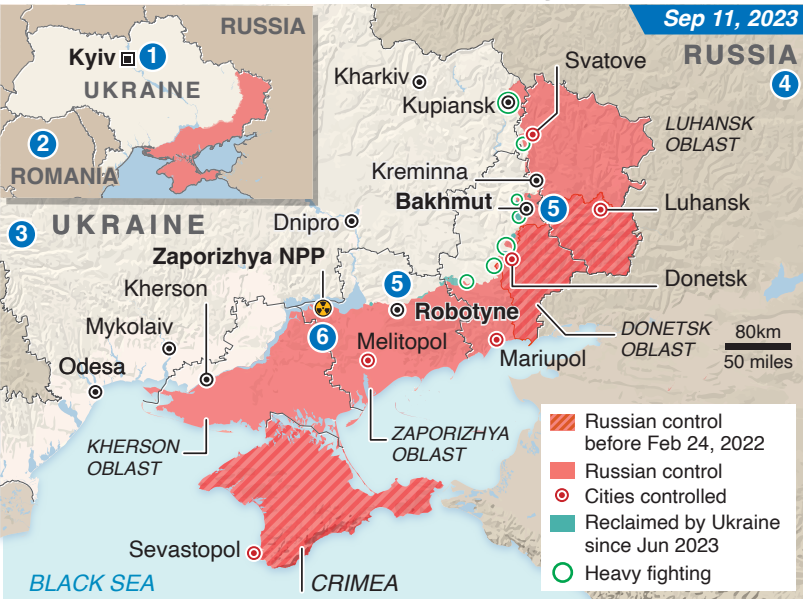 Sep 11, 2023
RUSSIA
Kyiv
1
UKRAINE
2
ROMANIA
RUSSIA
4
Svatove
Kharkiv
Kupiansk
LUHANSK
OBLAST
Kreminna
Bakhmut
5
Luhansk
3
UKRAINE
Dnipro
Zaporizhya NPP
Kherson
5
Donetsk
Robotyne
Mykolaiv
6
Melitopol
DONETSK
OBLAST
80km
50 miles
Mariupol
Odesa
KHERSON
OBLAST
ZAPORIZHYA
OBLAST
Russian control
before Feb 24, 2022
Russian control
Cities controlled
Reclaimed by Ukraine
since Jun 2023
Heavy fighting
Sevastopol
BLACK SEA
CRIMEA